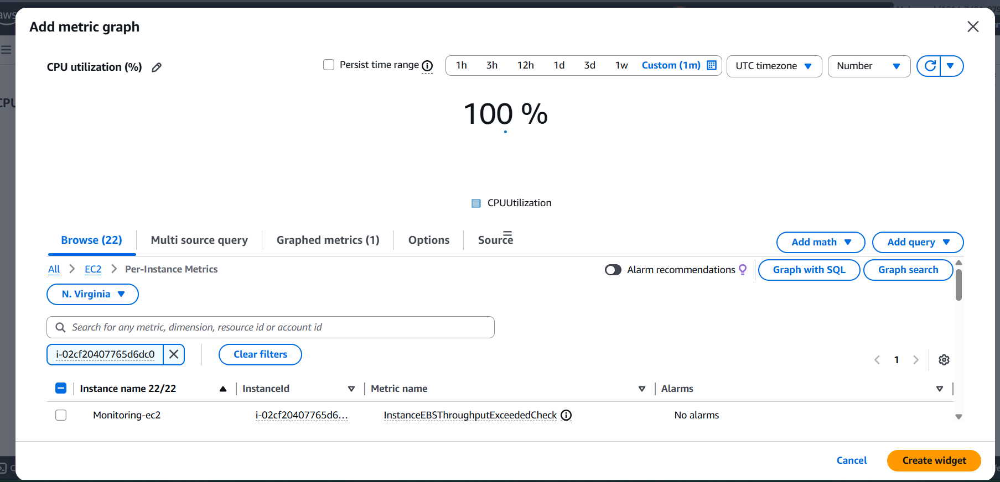 aws
Add metric graph
CPU utilization (%)
Persist time range
1h 3h 12h 1d 3d 1w Custom (1m)
UTC timezone
Number
CPU
100 %
CPUUtilization
Browse (22) Multi source query Graphed metrics (1) Options Source
Add math Add query
All EC2 Per-Instance Metrics
Alarm recommendations Graph with SQL Graph search
N. Virginia
Search for any metric, dimension, resource id or account id
i-02cf20407765d6dc0 Clear filters
1
Instance name 22/22 InstanceId Metric name Alarms
Monitoring-ec2 i-02cf20407765d6... InstanceEBSThroughputExceededCheck No alarms
Cancel Create widget